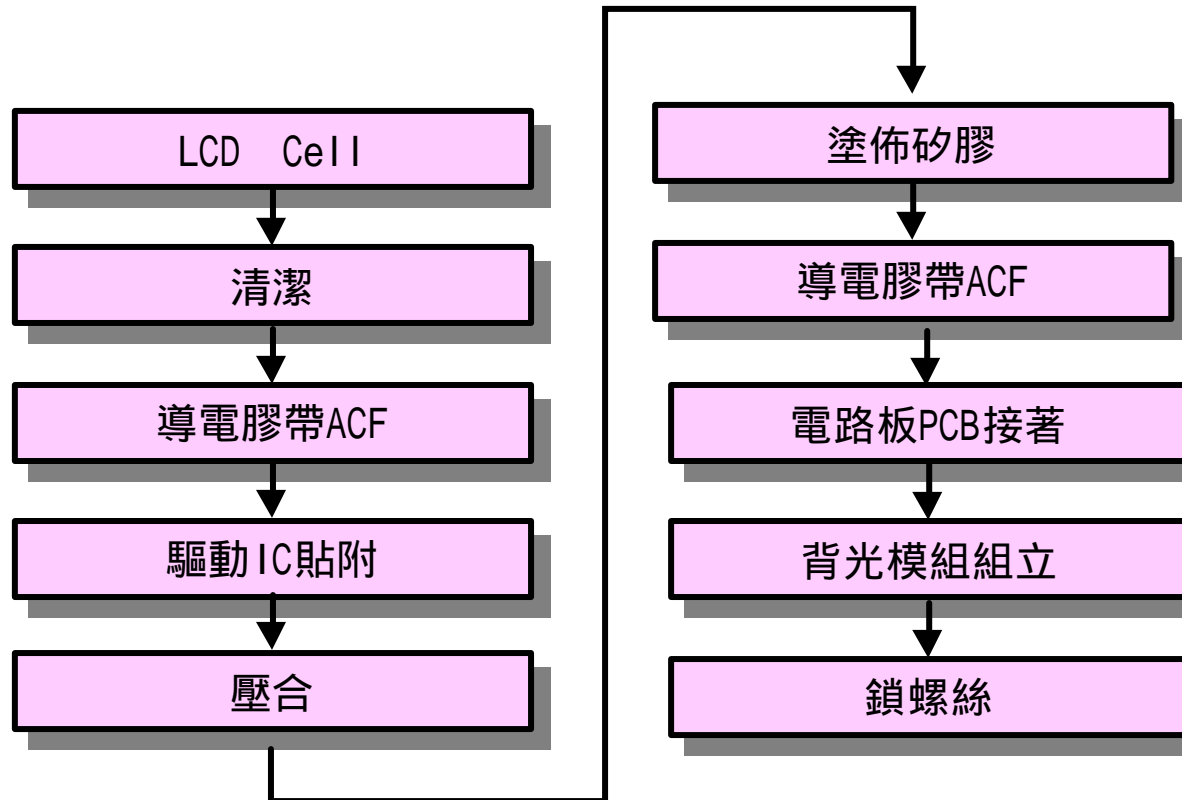 LCD Cell
清潔
導電膠帶ACF
驅動IC貼附
壓合
塗佈矽膠
導電膠帶ACF
電路板PCB接著
背光模組組立
鎖螺絲